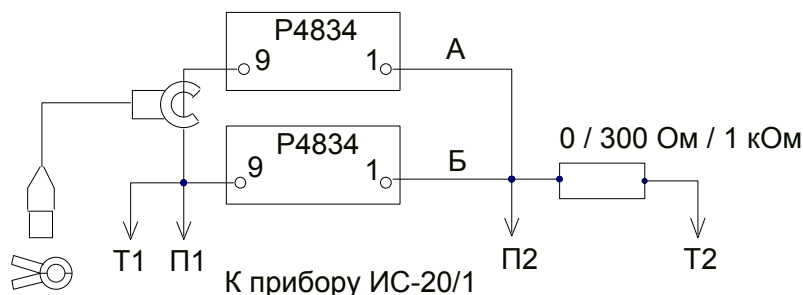 Р4834
9 1 А
Р4834
0 / 300 Ом / 1 кОм
9 1 Б
Т1 П1 П2 Т2
К прибору ИС-20/1